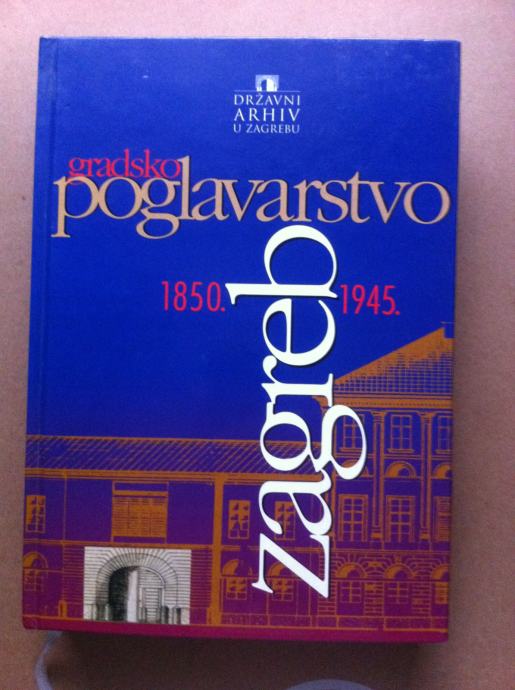 DRŽAVNI
ARHIV
U ZAGREBU
gradsko
poglavarstvo
zagreb
1850.
1945.